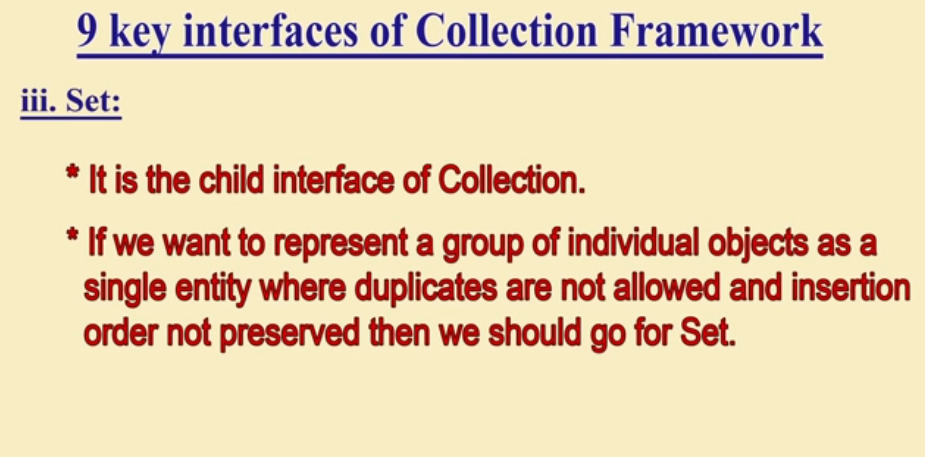 9 key interfaces of Collection Framework
iii. Set:
* It is the child interface of Collection.
* If we want to represent a group of individual objects as a
single entity where duplicates are not allowed and insertion
order not preserved then we should go for Set.